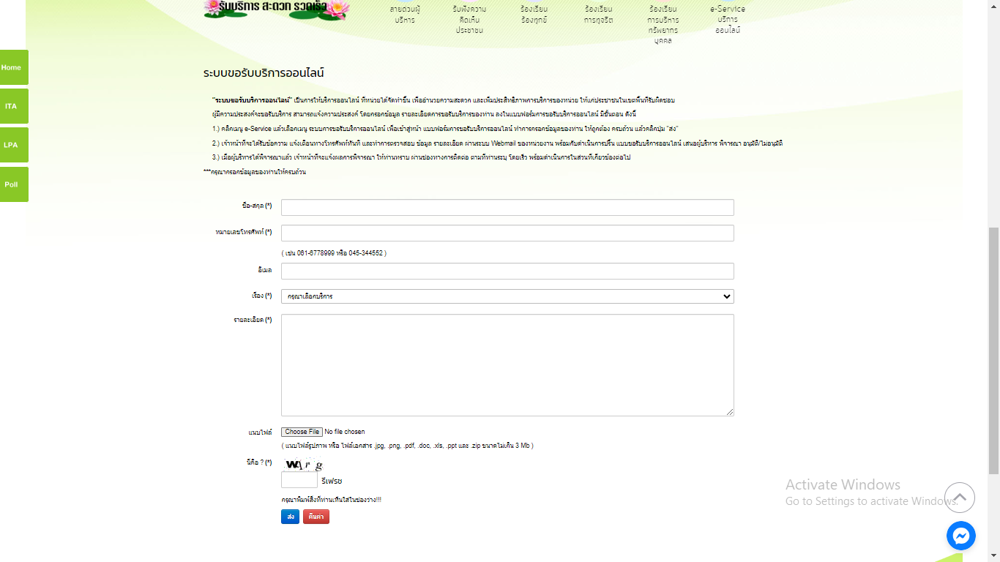 รับบริการ สะดวก รวดเร็ว
สายด่วนผู้
บริหาร
รับฟังความ
คิดเห็น
ประชาชน
ร้องเรียน
ร้องทุกข์
ร้องเรียน
การทุจริต
ร้องเรียน
การบริหาร
ทรัพยากร
บุคคล
e-Service
บริการ
ออนไลน์
Home
ITA
LPA
Poll
ระบบขอรับบริการออนไลน์
"ระบบขอรับบริการออนไลน์" เป็นการให้บริการออนไลน์ ที่หน่วยได้จัดทำขึ้น เพื่ออำนวยความสะดวก และเพิ่มประสิทธิภาพการบริการของหน่วย ให้แก่ประชาชนในเขตพื้นที่รับผิดชอบ
ผู้มีความประสงค์จะขอรับบริการ สามารถแจ้งความประสงค์ โดยกรอกข้อมูล รายละเอียดการขอรับบริการของท่าน ลงในแบบฟอร์มการขอรับบริการออนไลน์ มีขั้นตอน ดังนี้
1.) คลิกเมนู e-Service แล้วเลือกเมนู ระบบการขอรับบริการออนไลน์ เพื่อเข้าสู่หน้า แบบฟอร์มการขอรับบริการออนไลน์ ทำการกรอกข้อมูลของท่าน ให้ถูกต้อง ครบถ้วน แล้วคลิกปุ่ม "ส่ง"
2.) เจ้าหน้าที่จะได้รับข้อความ แจ้งเตือนทางโทรศัพท์ทันที และทำการตรวจสอบ ข้อมูล รายละเอียด ผ่านระบบ Webmail ของหน่วยงาน พร้อมกับดำเนินการปริ้น แบบขอรับบริการออนไลน์ เสนอผู้บริหาร พิจารณา อนุมัติ/ไม่อนุมัติ
3.) เมื่อผู้บริหารได้พิจารณาแล้ว เจ้าหน้าที่จะแจ้งผลการพิจารณา ให้ท่านทราบ ผ่านช่องทางการติดต่อ ตามที่ท่านระบุ โดยเร็ว พร้อมดำเนินการในส่วนที่เกี่ยวข้องต่อไป
***กรุณากรอกข้อมูลของท่านให้ครบถ้วน
ชื่อ-สกุล (*)
หมายเลขโทรศัพท์ (*)
( เช่น 081-6778999 หรือ 045-344552 )
อีเมล
เรื่อง (*)
กรุณาเลือกบริการ
รายละเอียด (*)
แนบไฟล์
Choose File No file chosen
( แนบไฟล์รูปภาพ หรือ ไฟล์เอกสาร .jpg, .png, .pdf, .doc, .xls, .ppt และ .zip ขนาดไม่เกิน 3 Mb )
นี่คือ ? (*)
รีเฟรช
กรุณาพิมพ์สิ่งที่ท่านเห็นใส่ในช่องว่าง!!!
ส่ง
คืนค่า
Activate Windows
Go to Settings to activate Windows.